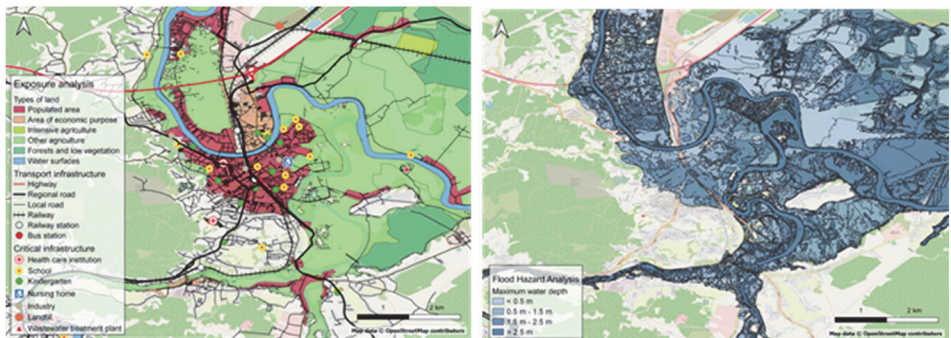 Exposure analysis
Types of land
Populated area
Area of economic purpose
Intensive agriculture
Other agriculture
Forests and low vegetation
Water surfaces
Transport infrastructure
Highway
Regional road
Local road
Railway
Railway station
Bus station
Critical infrastructure
Health care institution
School
Kindergarten
Nursing home
Industry
Landfill
Wastewater treatment plant
1 2 km
Map data © OpenStreetMap contributors
Flood Hazard Analysis
Maximum water depth
< 0.5 m
0.5 m - 1.5 m
1.5 m - 2.5 m
> 2.5 m
1 2 km
Map data © OpenStreetMap contributors